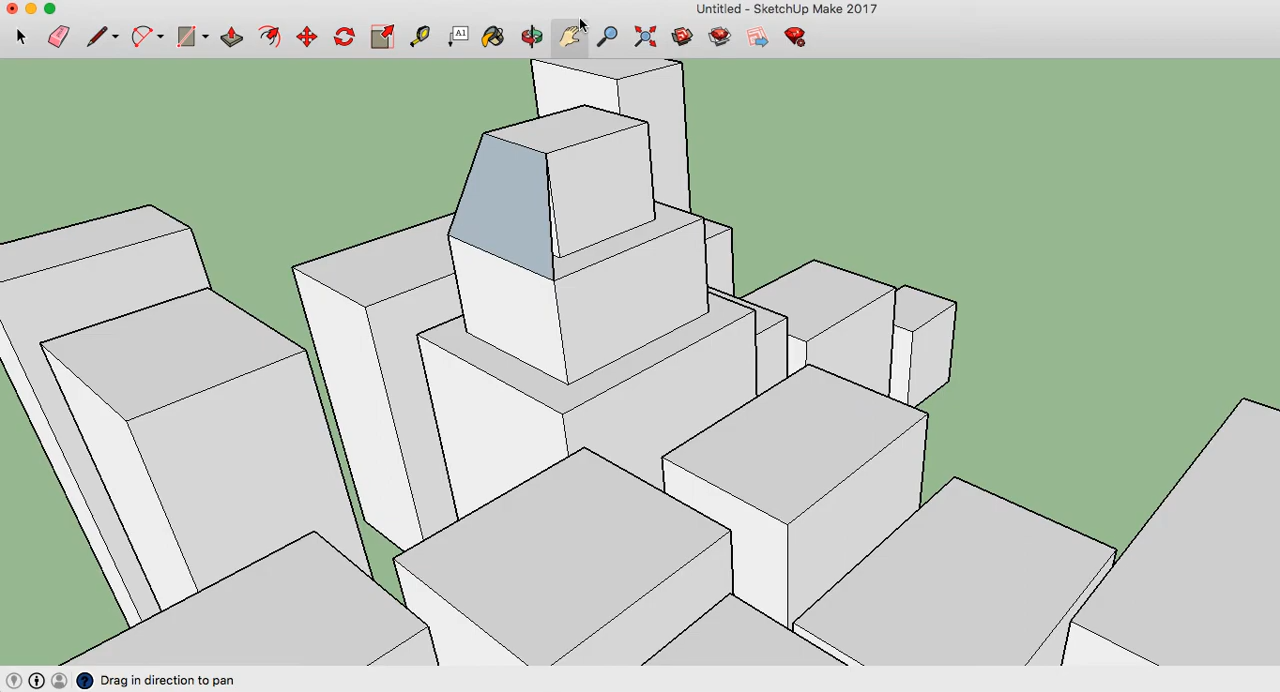 Untitled - SketchUp Make 2017
A1
Drag in direction to pan